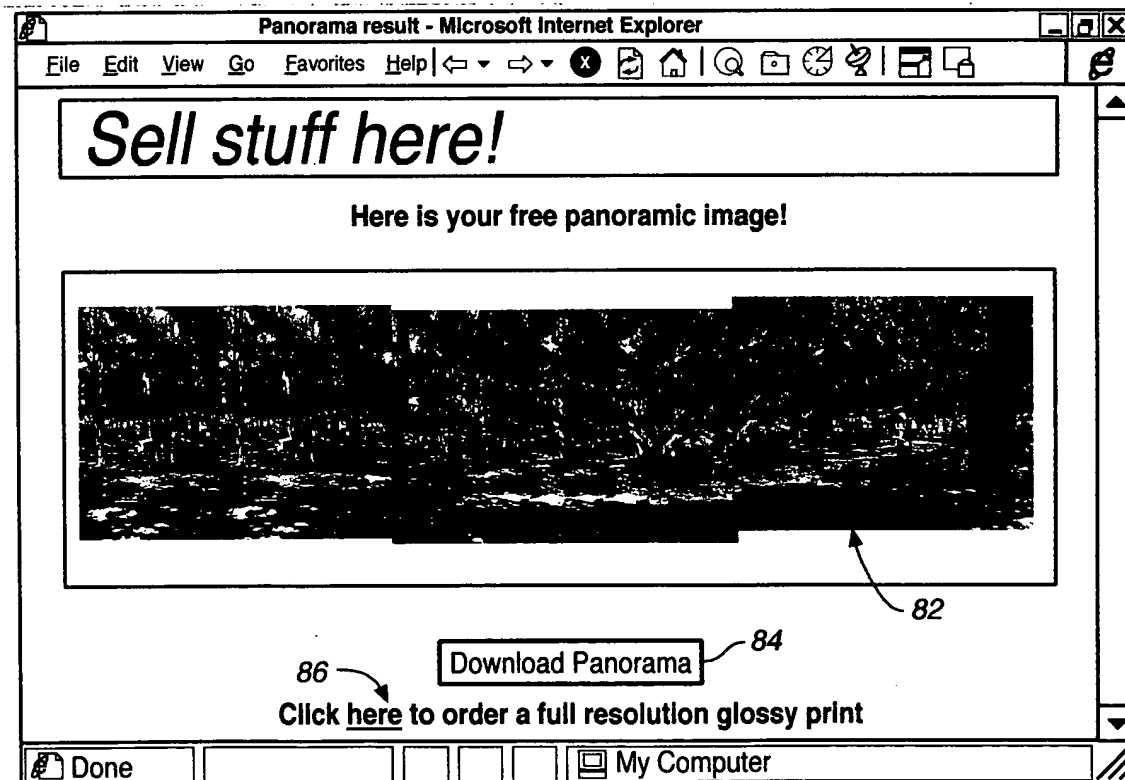 Panorama result - Microsoft Internet Explorer
File Edit View Go Favorites Help
Sell stuff here!
Here is your free panoramic image!
82
84
Download Panorama
86
Click here to order a full resolution glossy print
Done
My Computer